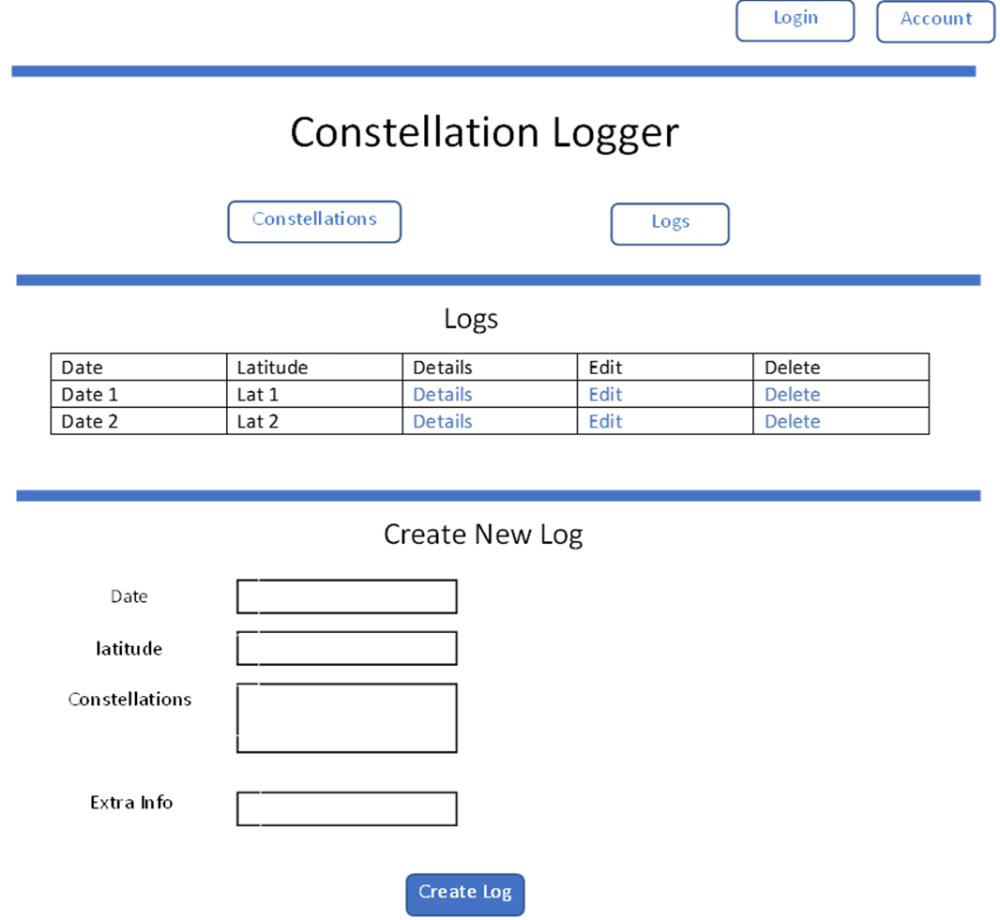 Login Account
Constellation Logger
Constellations Logs
Logs
Date Latitude Details Edit Delete
Date 1 Lat 1 Details Edit Delete
Date 2 Lat 2 Details Edit Delete
Create New Log
Date
latitude
Constellations
Extra Info
Create Log